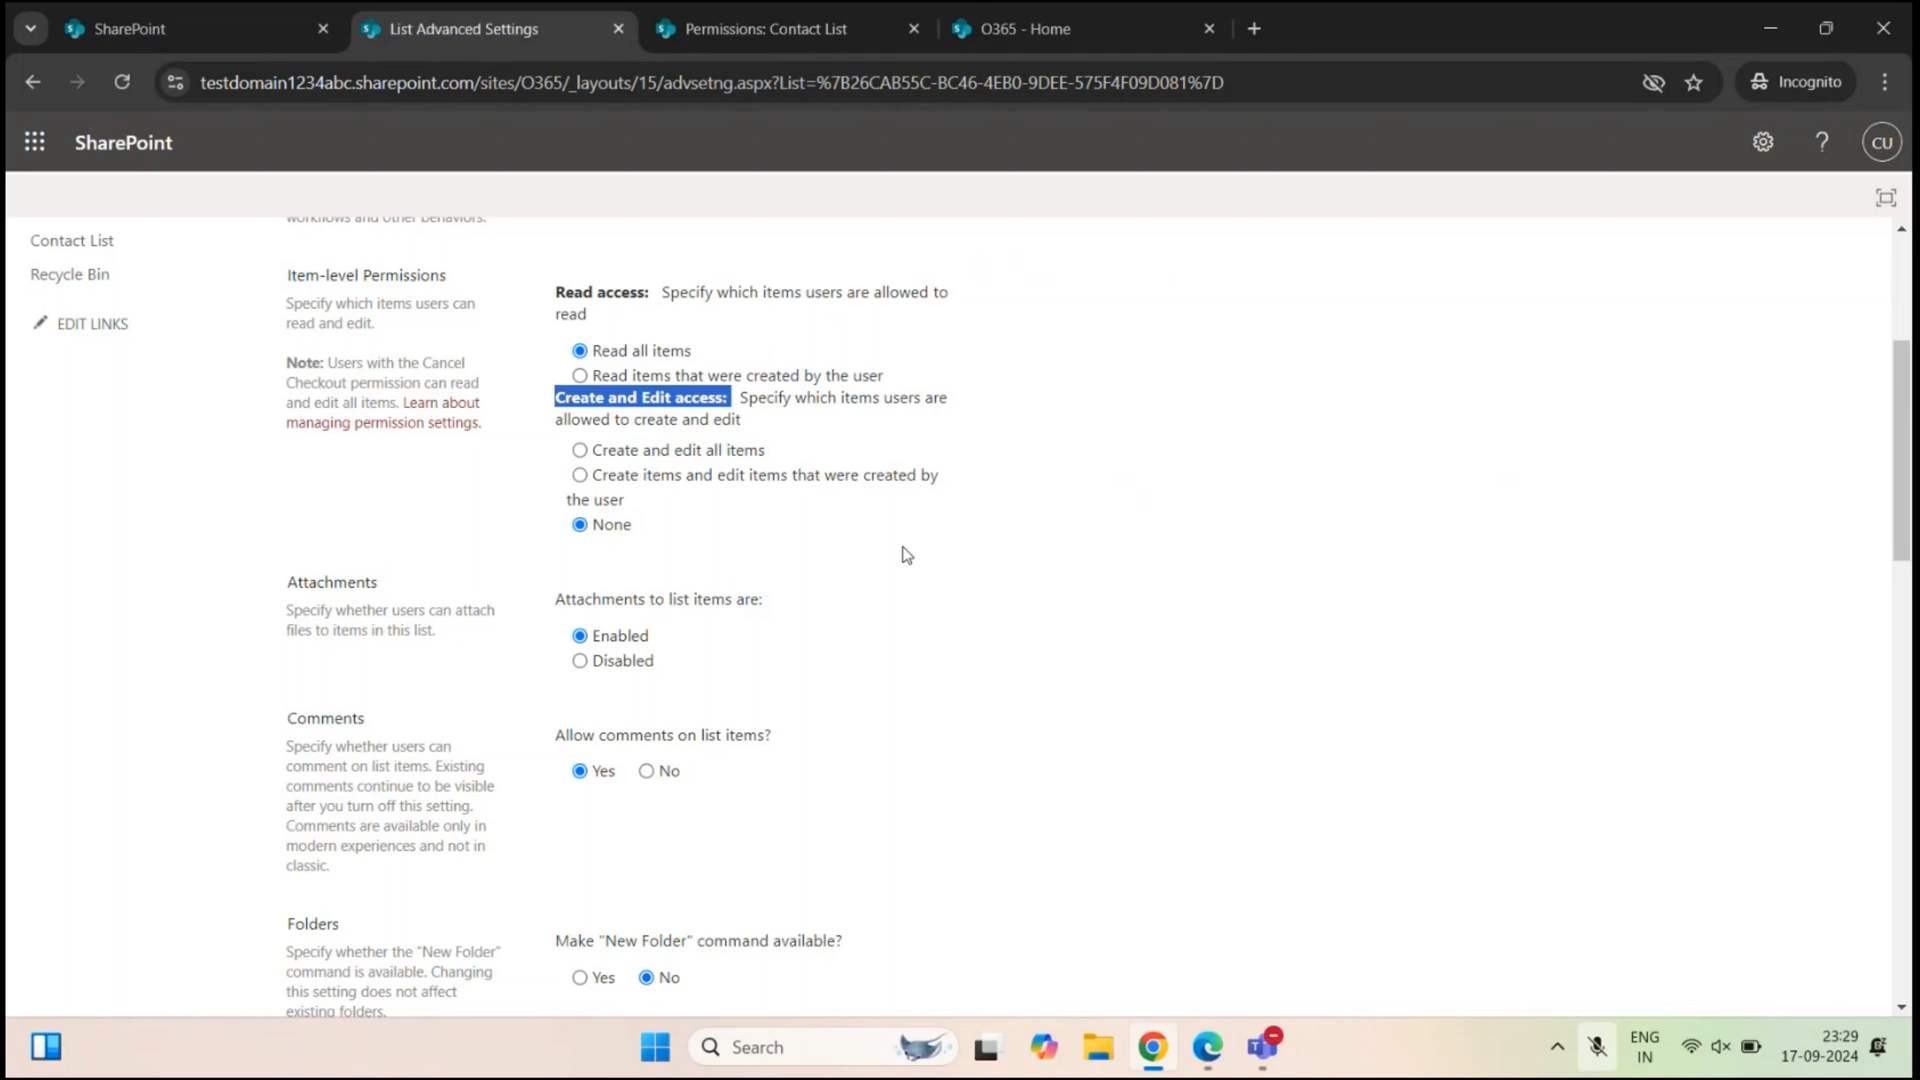 SharePoint
List Advanced Settings
Permissions: Contact List
O365 - Home
testdomain1234abc.sharepoint.com/sites/O365/_layouts/15/advsetng.aspx?List=%7B26CAB55C-BC46-4EB0-9DEE-575F4F09D081%7D
Incognito
SharePoint
CU
workflows and other behaviors.
Contact List
Recycle Bin
EDIT LINKS
Item-level Permissions
Specify which items users can
read and edit.
Note: Users with the Cancel
Checkout permission can read
and edit all items. Learn about
managing permission settings.
Read access: Specify which items users are allowed to
read
Read all items
Read items that were created by the user
Create and Edit access: Specify which items users are
allowed to create and edit
Create and edit all items
Create items and edit items that were created by
the user
None
Attachments
Specify whether users can attach
files to items in this list.
Attachments to list items are:
Enabled
Disabled
Comments
Specify whether users can
comment on list items. Existing
comments continue to be visible
after you turn off this setting.
Comments are available only in
modern experiences and not in
classic.
Allow comments on list items?
Yes No
Folders
Specify whether the "New Folder"
command is available. Changing
this setting does not affect
existing folders.
Make "New Folder" command available?
Yes No
Search
ENG
IN
23:29
17-09-2024